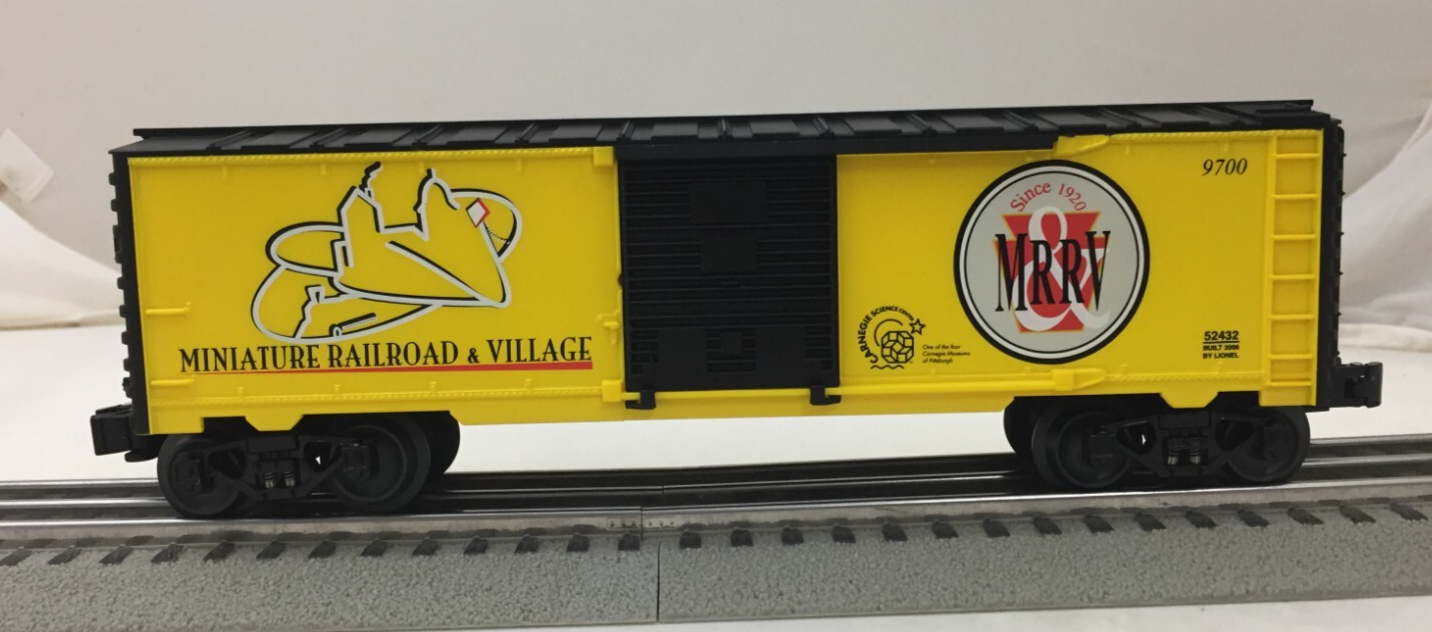 MINIATURE RAILROAD & VILLAGE
CARNEGIE SCIENCE CENTER
One of the four
Carnegie Museums
of Pittsburgh
Since 1920
&
MRRV
9700
52432
BUILT 2006
BY LIONEL